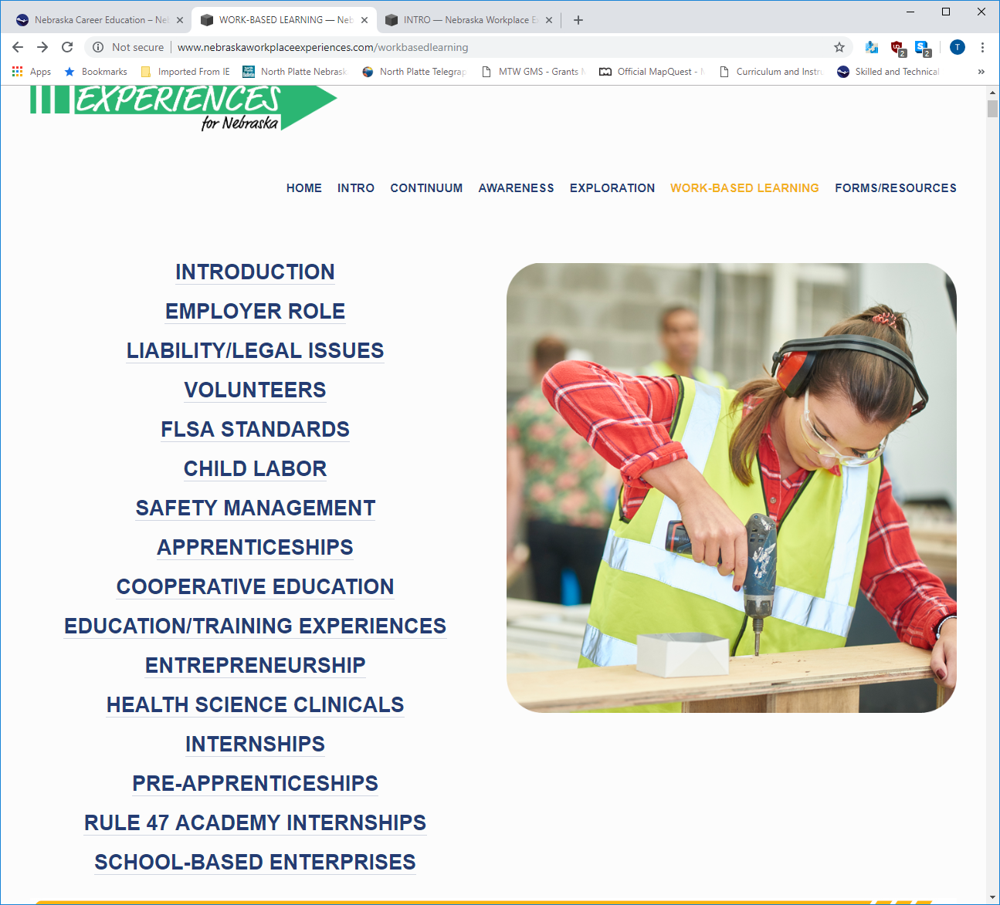 Nebraska Career Education – Ne
WORK-BASED LEARNING — Neb
INTRO — Nebraska Workplace E
Not secure
www.nebraskaworkplaceexperiences.com/workbasedlearning
2
2
T
Apps
Bookmarks
Imported From IE
North Platte Nebrask
North Platte Telegrap
MTW GMS - Grants M
Official MapQuest - M
Curriculum and Instru
Skilled and Technical
»
EXPERIENCES
for Nebraska
HOME INTRO CONTINUUM AWARENESS EXPLORATION WORK-BASED LEARNING FORMS/RESOURCES
INTRODUCTION
EMPLOYER ROLE
LIABILITY/LEGAL ISSUES
VOLUNTEERS
FLSA STANDARDS
CHILD LABOR
SAFETY MANAGEMENT
APPRENTICESHIPS
COOPERATIVE EDUCATION
EDUCATION/TRAINING EXPERIENCES
ENTREPRENEURSHIP
HEALTH SCIENCE CLINICALS
INTERNSHIPS
PRE-APPRENTICESHIPS
RULE 47 ACADEMY INTERNSHIPS
SCHOOL-BASED ENTERPRISES